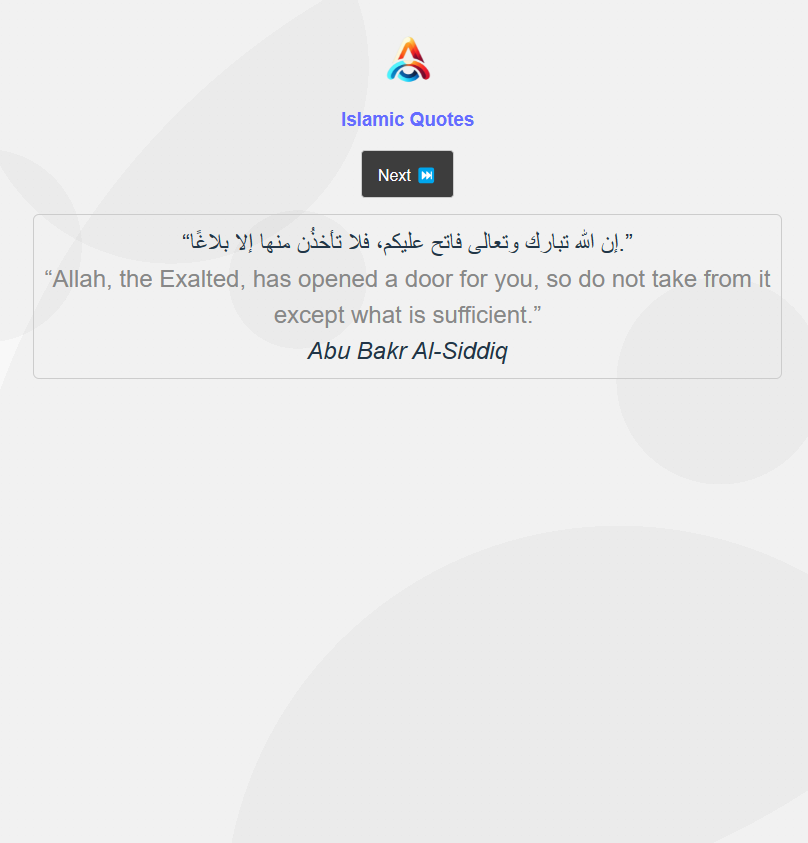 Islamic Quotes
Next ⏭️
“إن الله تبارك وتعالى فاتح عليكم، فلا تأخذُن منها إلا بلاغًا.”
“Allah, the Exalted, has opened a door for you, so do not take from it
except what is sufficient.”
Abu Bakr Al-Siddiq